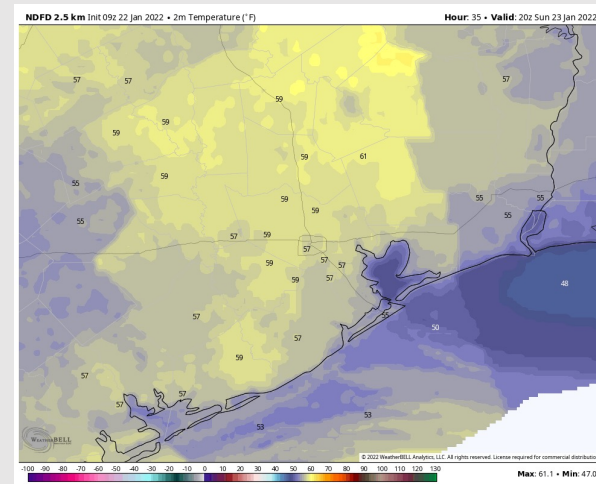 NDFD 2.5 km Init 09z 22 Jan 2022 • 2m Temperature (°F)
Hour: 35 • Valid: 20z Sun 23 Jan 2022
57 57 57
59
59 59
59 61
55 59
59 55 55
55 59 55
57 59 57
59 57 57
59 57
48
55
57 50
57
59
57
57 57
53
53
WEATHERBELL
© 2022 WeatherBELL Analytics, LLC. All rights reserved. License required for commercial distributio
-100 -90 -80 -70 -60 -50 -40 -30 -20 -10 0 10 20 30 40 50 60 70 80 90 100 110 120 130
Max: 61.1 • Min: 47.0